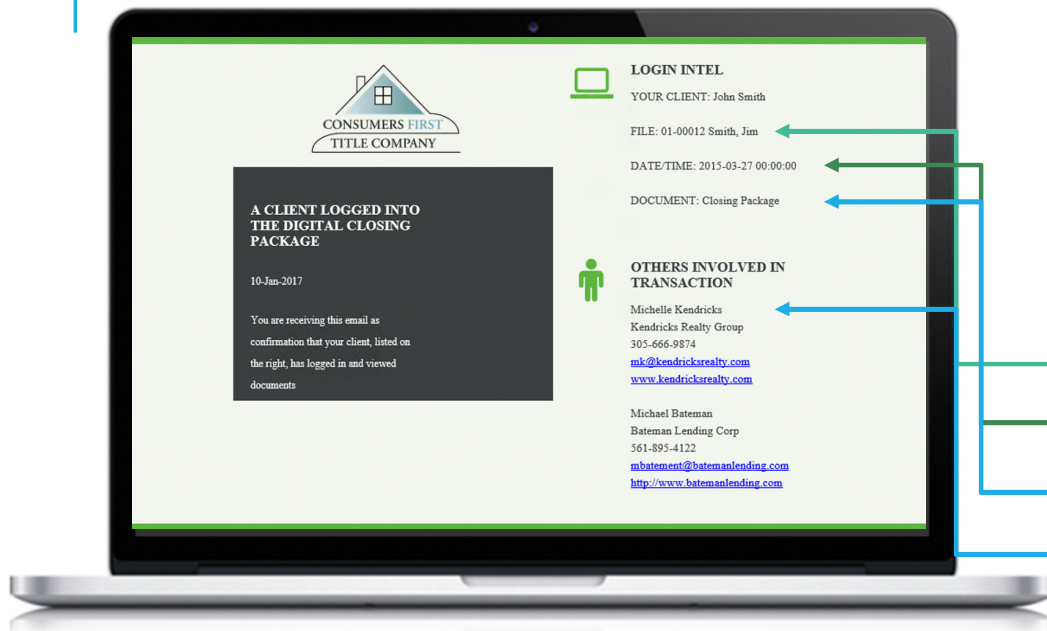 CONSUMERS FIRST
TITLE COMPANY
A CLIENT LOGGED INTO
THE DIGITAL CLOSING
PACKAGE
10-Jan-2017
You are receiving this email as
confirmation that your client, listed on
the right, has logged in and viewed
documents
LOGIN INTEL
YOUR CLIENT: John Smith
FILE: 01-00012 Smith, Jim
DATE/TIME: 2015-03-27 00:00:00
DOCUMENT: Closing Package
OTHERS INVOLVED IN
TRANSACTION
Michelle Kendricks
Kendricks Realty Group
305-666-9874
mk@kendricksrealty.com
www.kendricksrealty.com
Michael Bateman
Bateman Lending Corp
561-895-4122
mbatement@batemanlending.com
http://www.batemanlending.com